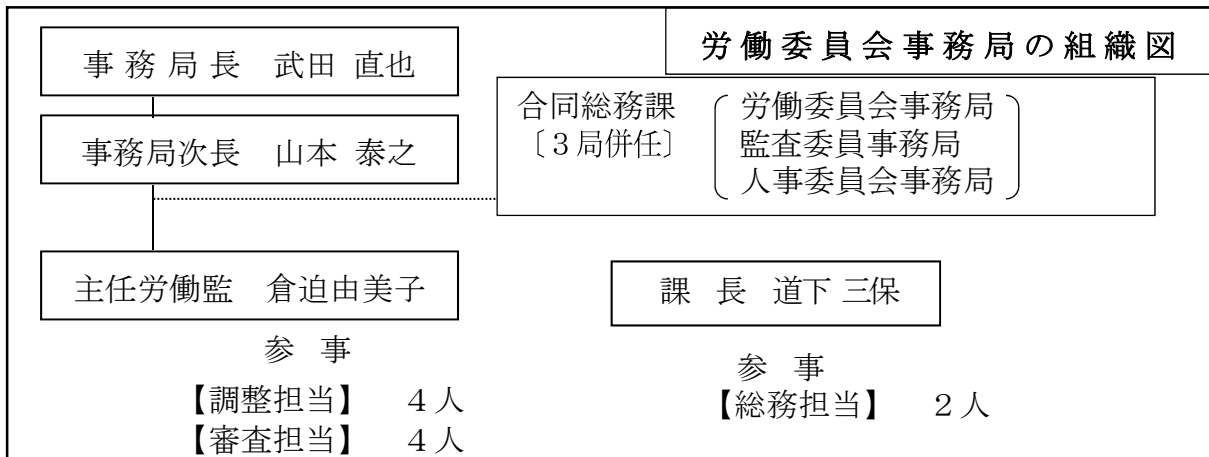 労働委員会事務局の組織図
事務局長 武田 直也
事務局次長 山本 泰之
合同総務課
〔3局併任〕
労働委員会事務局
監査委員事務局
人事委員会事務局
主任労働監 倉迫由美子
参 事
【調整担当】 4人
【審査担当】 4人
課 長 道下 三保
参 事
【総務担当】 2人